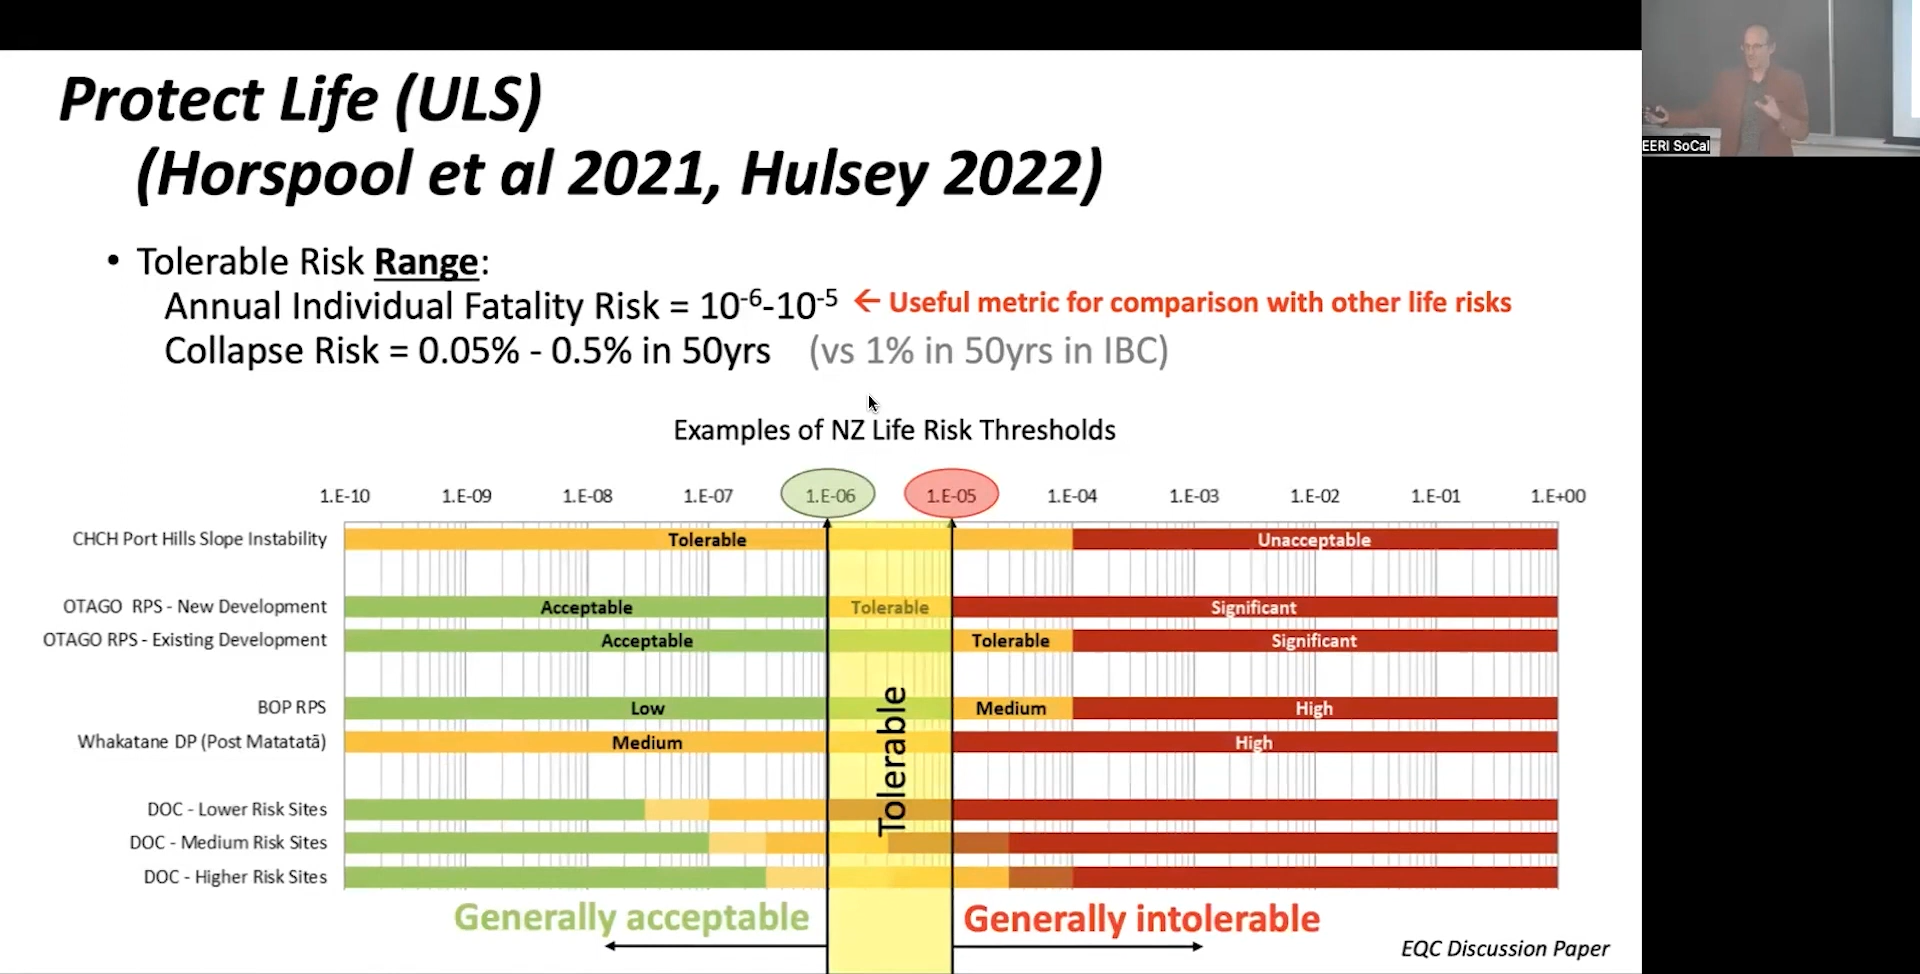 Protect Life (ULS)
(Horspool et al 2021, Hulsey 2022)
EERI SoCal
• Tolerable Risk Range:
Annual Individual Fatality Risk = 10⁻⁶-10⁻⁵ ← Useful metric for comparison with other life risks
Collapse Risk = 0.05% - 0.5% in 50yrs (vs 1% in 50yrs in IBC)
Examples of NZ Life Risk Thresholds
1.E-10 1.E-09 1.E-08 1.E-07 1.E-06 1.E-05 1.E-04 1.E-03 1.E-02 1.E-01 1.E+00
CHCH Port Hills Slope Instability Tolerable Unacceptable
OTAGO RPS - New Development Acceptable Tolerable Significant
OTAGO RPS - Existing Development Acceptable Tolerable Significant
BOP RPS Low Medium High
Whakatane DP (Post Matatatā) Medium High
Tolerable
DOC - Lower Risk Sites
DOC - Medium Risk Sites
DOC - Higher Risk Sites
Generally acceptable Generally intolerable
EQC Discussion Paper